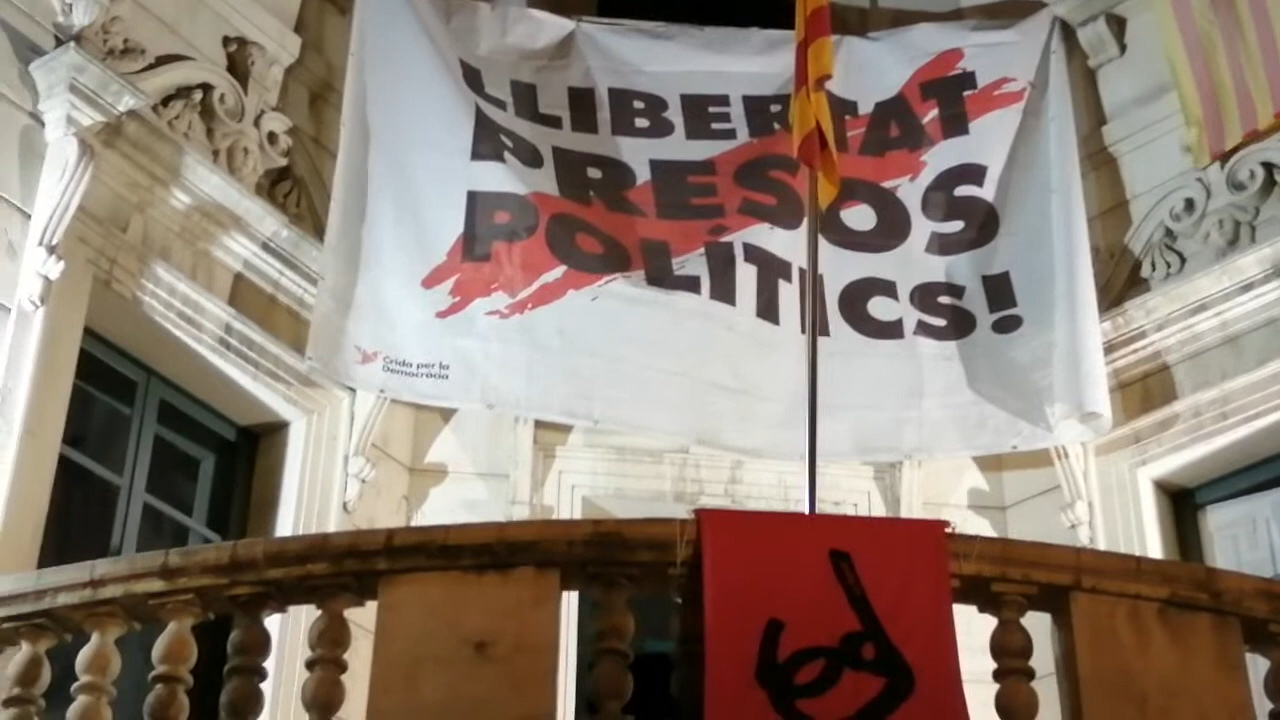 LLIBERTAT
PRESOS
POLÍTICS!
Crida per la
Democràcia